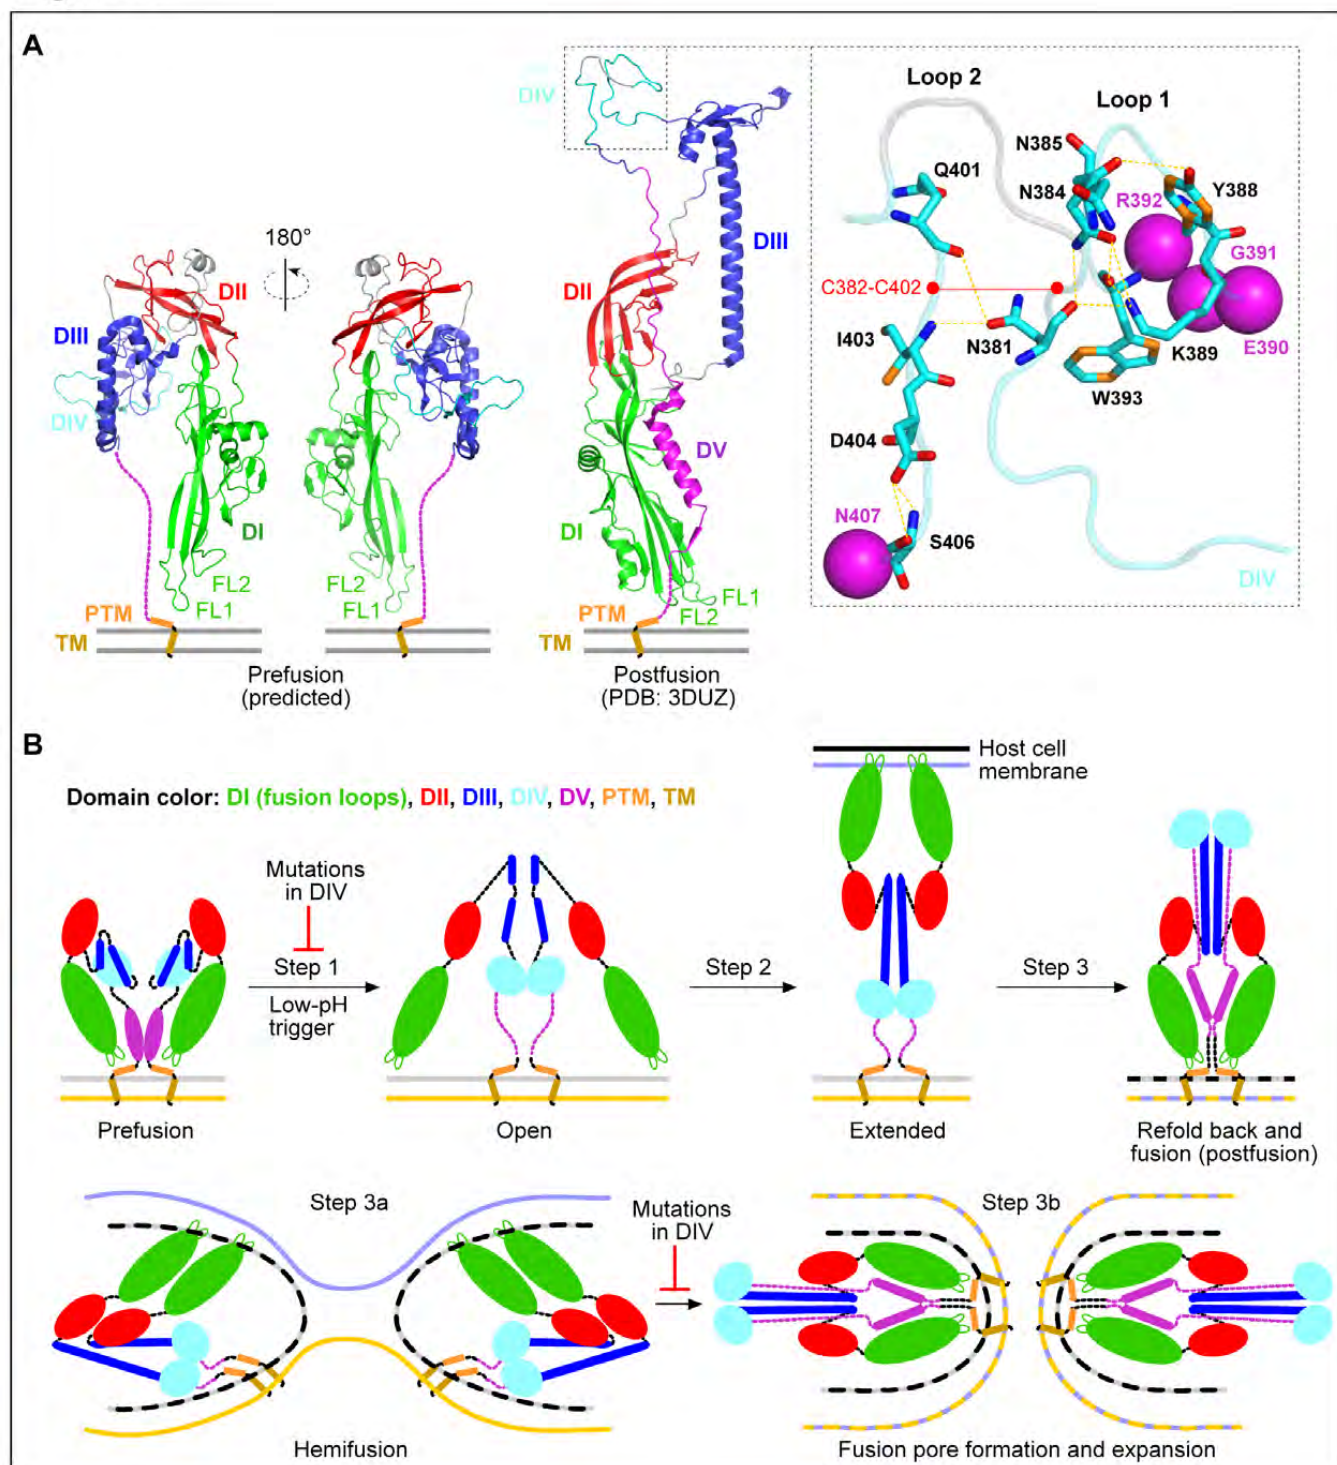 A
DIV
Loop 2
Loop 1
N385
Q401
N384
Y388
R392
180°
DII
DIII
G391
DII
C382-C402
DIII
I403
N381
K389
E390
W393
DIV
DV
D404
DI
DI
N407
S406
FL2
FL2
FL1
FL1
FL1
FL2
DIV
PTM
PTM
TM
TM
Prefusion
(predicted)
Postfusion
(PDB: 3DUZ)
B
Host cell
membrane
Domain color: DI (fusion loops), DII, DIII, DIV, DV, PTM, TM
Mutations
in DIV
Step 1
Low-pH
trigger
Step 2
Step 3
Prefusion
Open
Extended
Refold back and
fusion (postfusion)
Step 3a
Mutations
in DIV
Step 3b
Hemifusion
Fusion pore formation and expansion